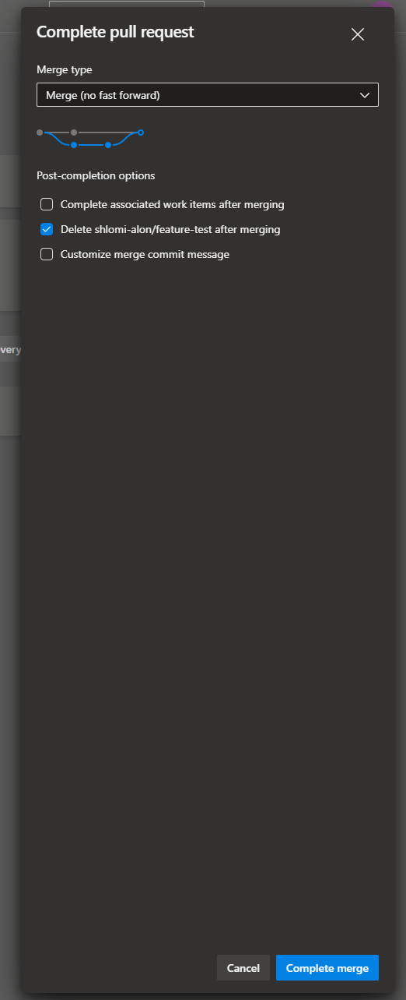 Complete pull request
Merge type
Merge (no fast forward)
Post-completion options
Complete associated work items after merging
Delete shlomi-alon/feature-test after merging
Customize merge commit message
very
Cancel
Complete merge